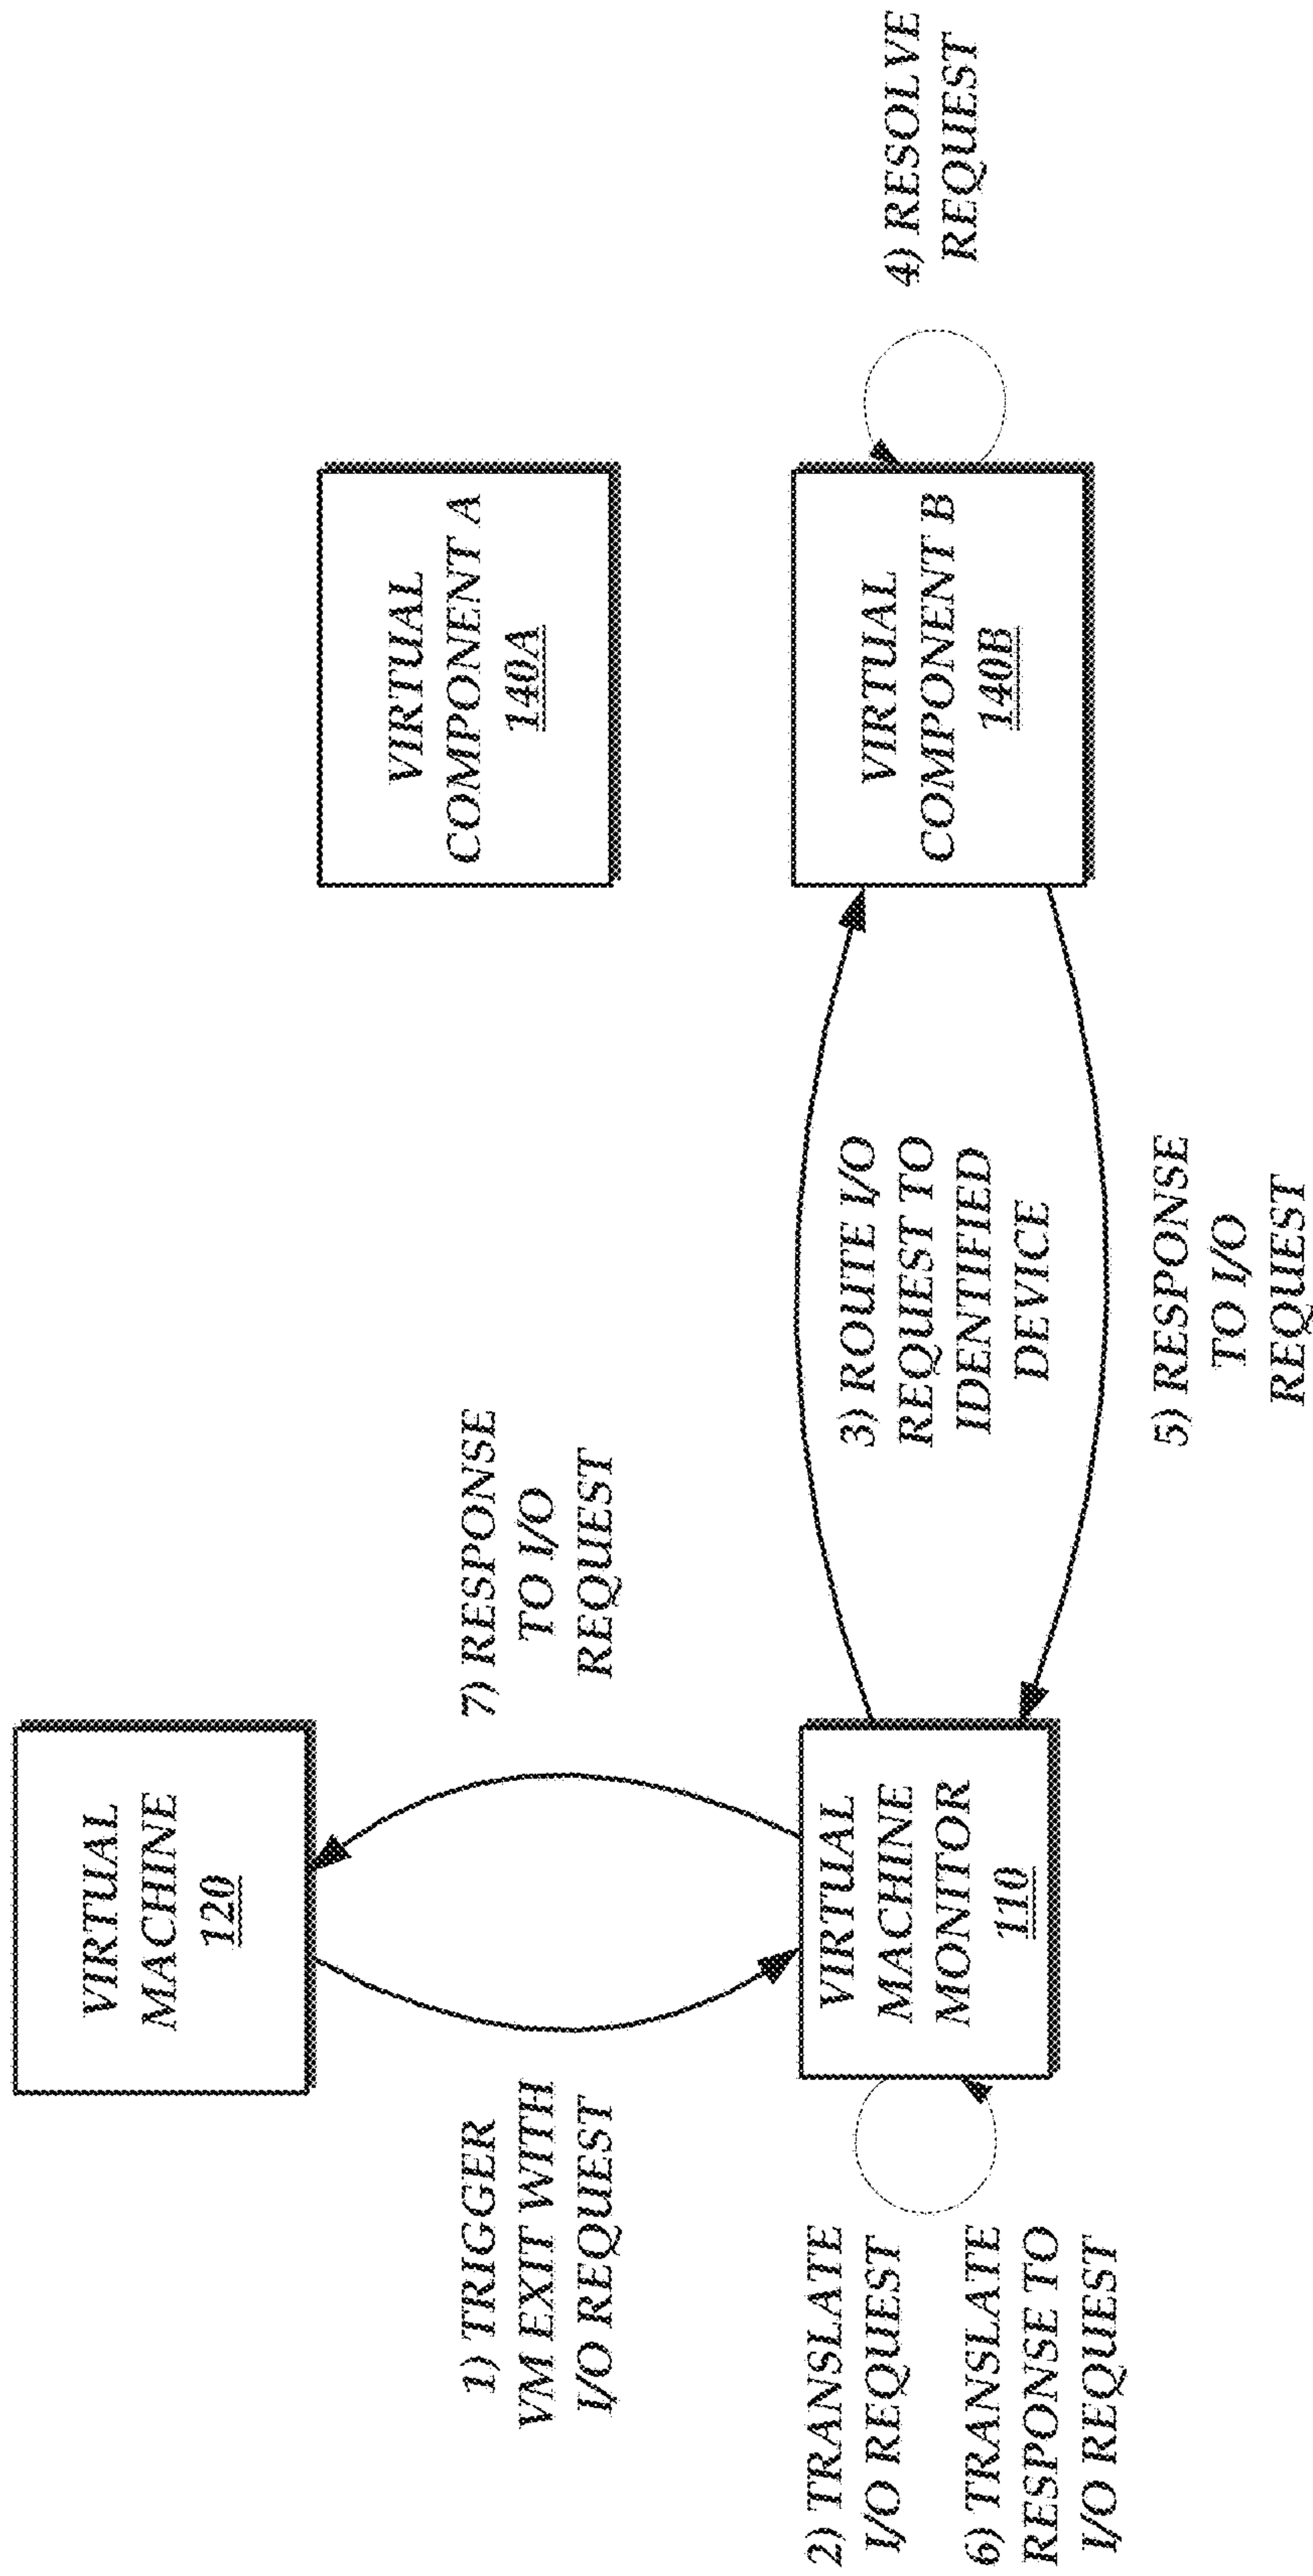 VIRTUAL
MACHINE
120
1) TRIGGER
VM EXIT WITH
I/O REQUEST
7) RESPONSE
TO I/O
REQUEST
VIRTUAL
COMPONENT A
140A
2) TRANSLATE
I/O REQUEST
6) TRANSLATE
RESPONSE TO
I/O REQUEST
VIRTUAL
MACHINE
MONITOR
110
3) ROUTE I/O
REQUEST TO
IDENTIFIED
DEVICE
5) RESPONSE
TO I/O
REQUEST
VIRTUAL
COMPONENT B
140B
4) RESOLVE
REQUEST